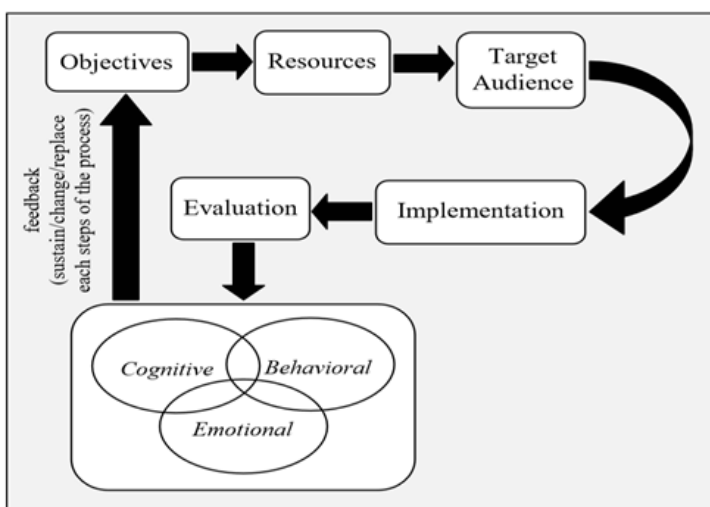 Objectives
Resources
Target
Audience
feedback
(sustain/change/replace
each steps of the process)
Evaluation
Implementation
Cognitive
Behavioral
Emotional